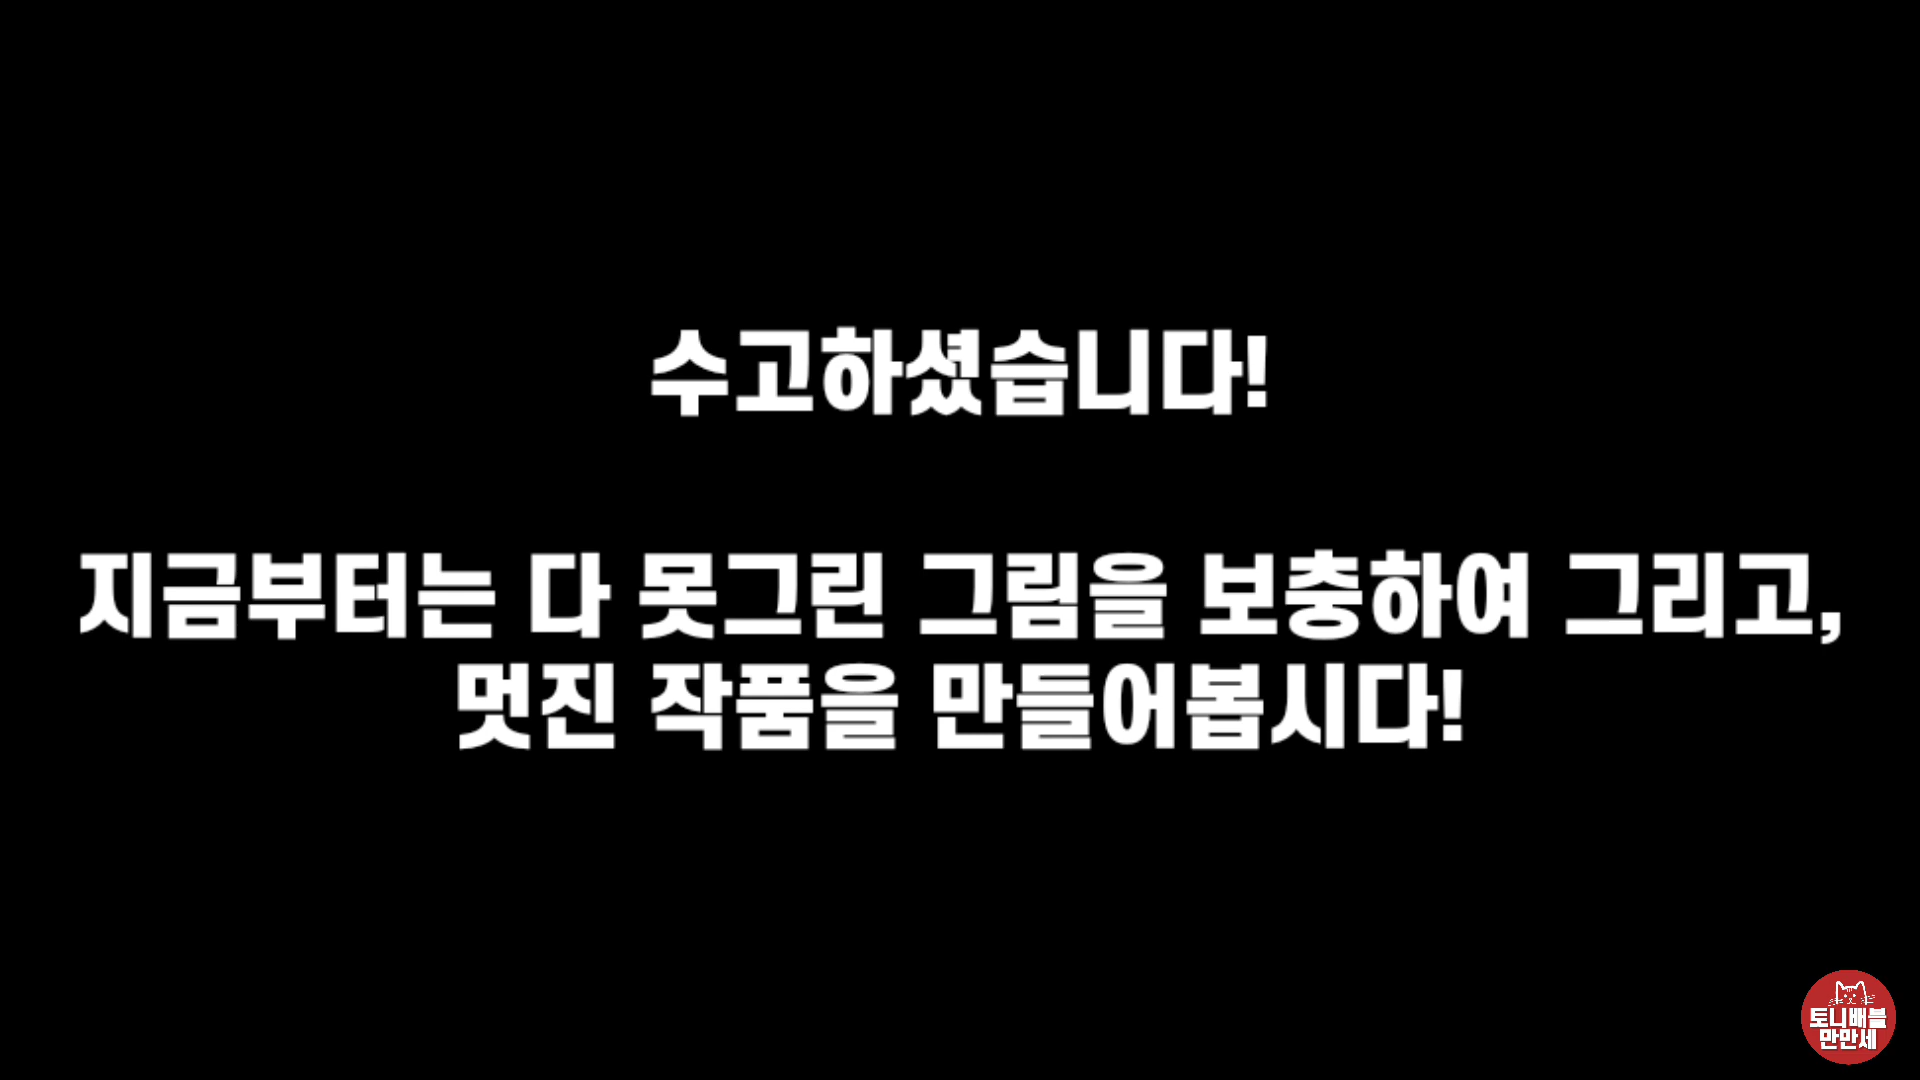 수고하셨습니다!
지금부터는 다 못그린 그림을 보충하여 그리고,
멋진 작품을 만들어봅시다!
토니배블
만만세